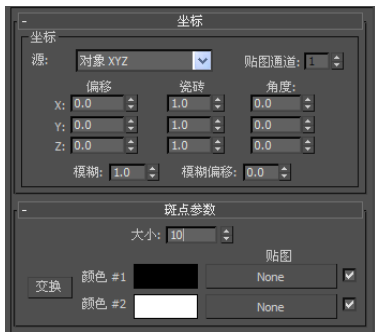 - 坐标
坐标
源: 对象 XYZ 贴图通道: 1
偏移 瓷砖 角度:
X: 0.0 1.0 0.0
Y: 0.0 1.0 0.0
Z: 0.0 1.0 0.0
模糊: 1.0 模糊偏移: 0.0
- 斑点参数
大小: 10
贴图
交换 颜色 #1 None
颜色 #2 None